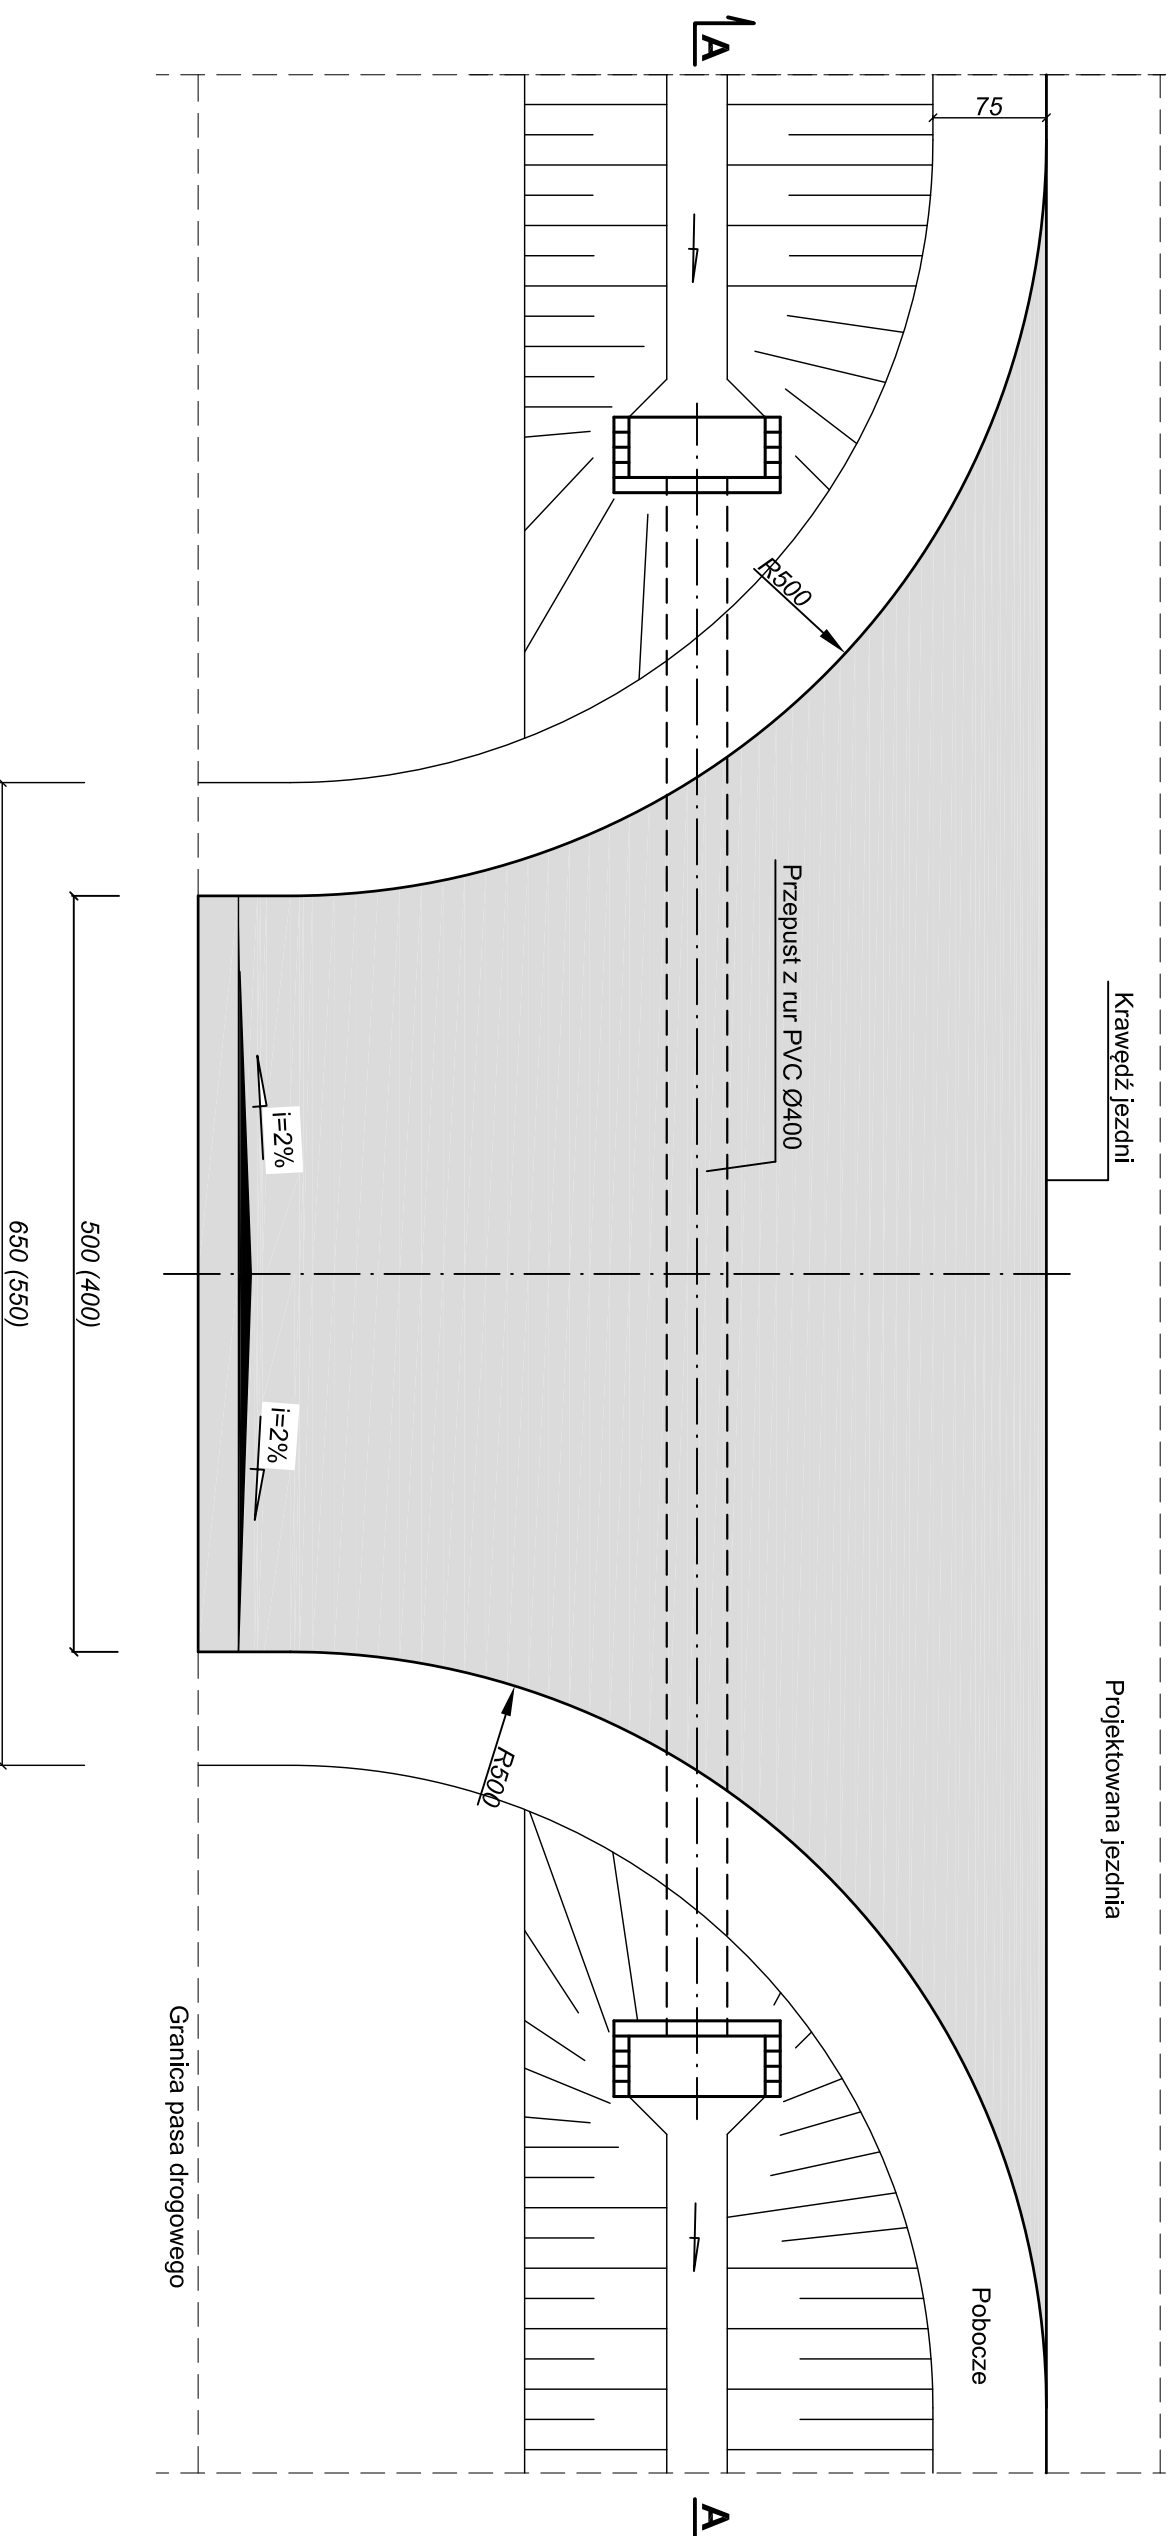 A
75
Krawędź jezdni
Projektowana jezdnia
Pobocze
R500
Przepust z rur PVC Ø400
i=2%
i=2%
R500
500 (400)
650 (550)
Granica pasa drogowego
A